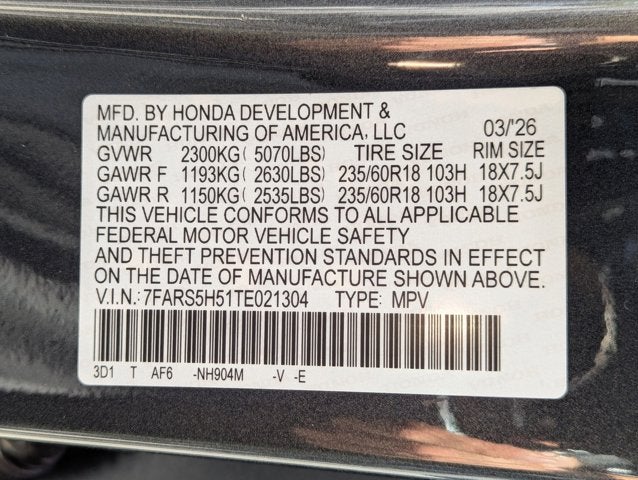 MFD. BY HONDA DEVELOPMENT &
MANUFACTURING OF AMERICA, LLC 03/'26
GVWR 2300KG( 5070LBS) TIRE SIZE RIM SIZE
GAWR F 1193KG( 2630LBS) 235/60R18 103H 18X7.5J
GAWR R 1150KG( 2535LBS) 235/60R18 103H 18X7.5J
THIS VEHICLE CONFORMS TO ALL APPLICABLE
FEDERAL MOTOR VEHICLE SAFETY
AND THEFT PREVENTION STANDARDS IN EFFECT
ON THE DATE OF MANUFACTURE SHOWN ABOVE.
V.I.N.:7FARS5H51TE021304 TYPE: MPV
3D1 T AF6 -NH904M -V -E